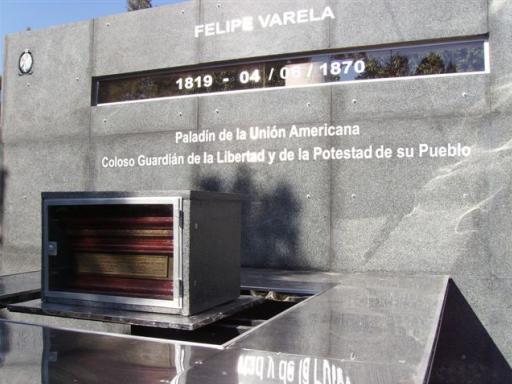 FELIPE VARELA
1819 - 04 / 06 / 1870
Paladín de la Unión Americana
Coloso Guardián de la Libertad y de la Potestad de su Pueblo